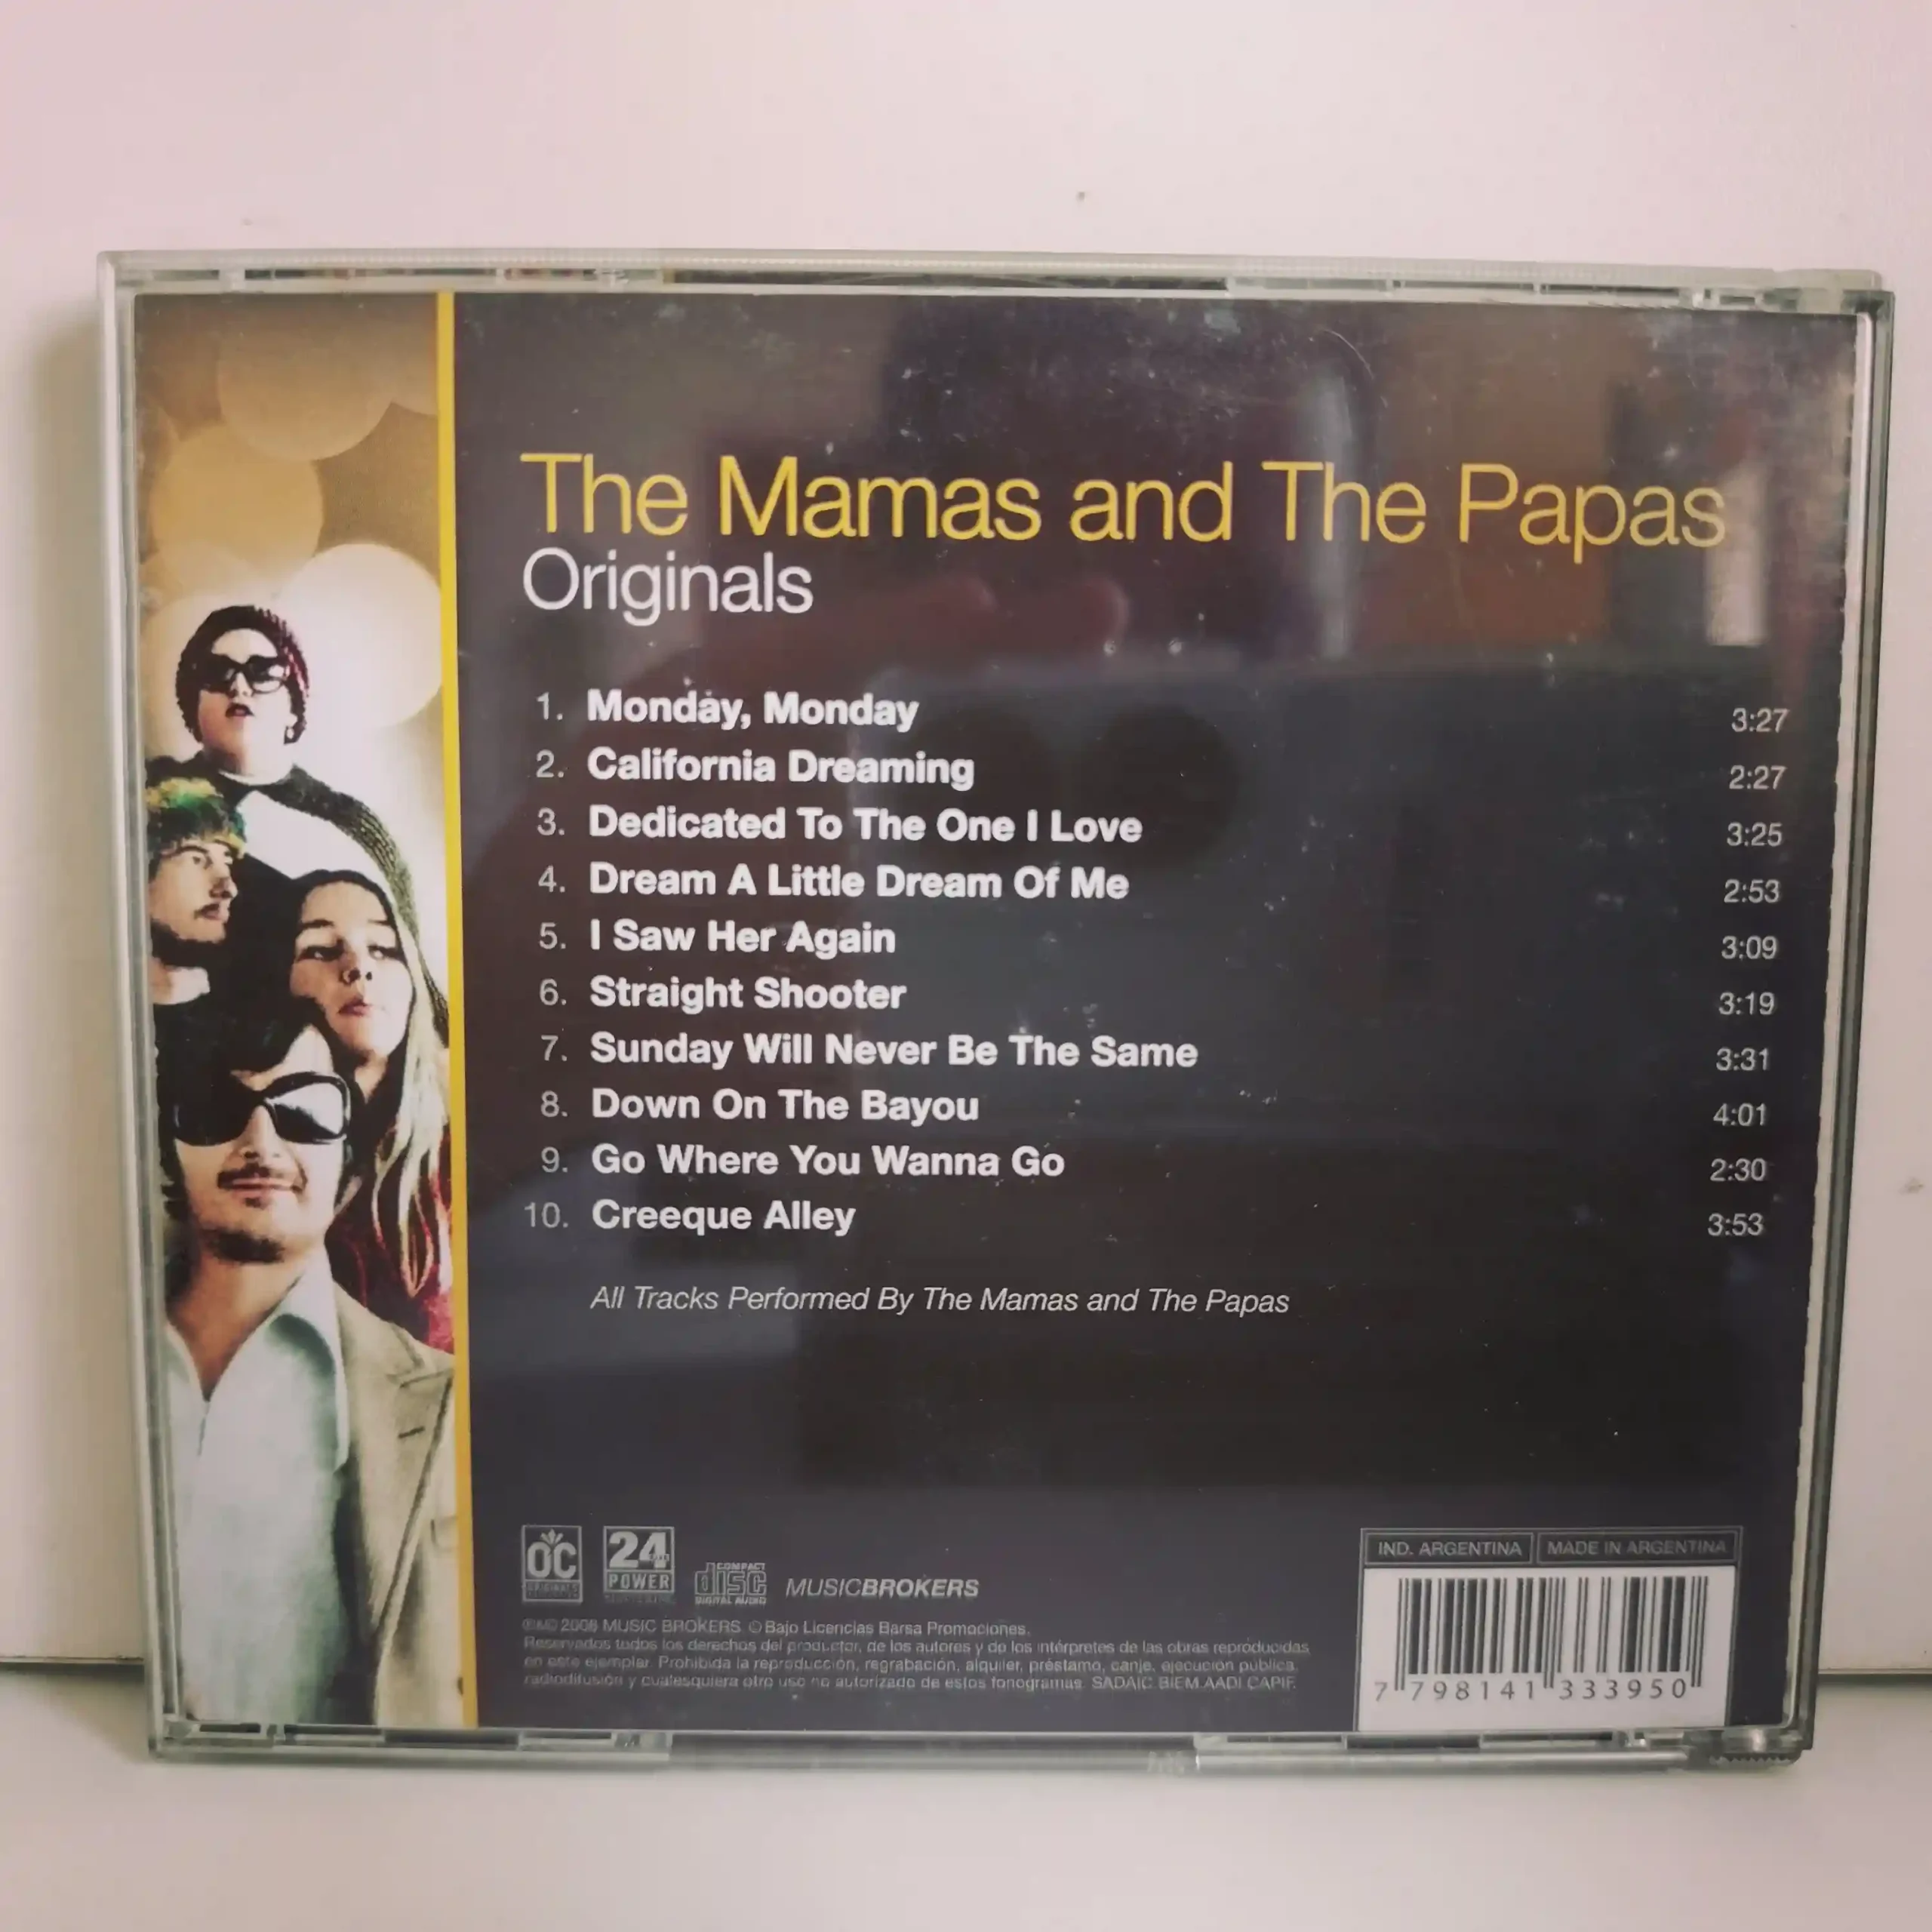 The Mamas and The Papas
Originals
1. Monday, Monday 3:27
2. California Dreaming 2:27
3. Dedicated To The One I Love 3:25
4. Dream A Little Dream Of Me 2:53
5. I Saw Her Again 3:09
6. Straight Shooter 3:19
7. Sunday Will Never Be The Same 3:31
8. Down On The Bayou 4:01
9. Go Where You Wanna Go 2:30
10. Creeque Alley 3:53
All Tracks Performed By The Mamas and The Papas
OC
24
POWER
COMPACT
disc
DIGITAL AUDIO
MUSICBROKERS
2008 MUSIC BROKERS © Bajo Licencias Barsa Promociones.
Reservados todos los derechos del productor, de los autores y de los intérpretes de las obras reproducidas
en este ejemplar. Prohibida la reproducción, regrabación, alquiler, préstamo, canje, ejecución pública,
radiodifusión y cualesquiera otro uso no autorizado de estos fonogramas. SADAIC BIEM AADI CAPIF.
IND. ARGENTINA MADE IN ARGENTINA
7 798141 333950